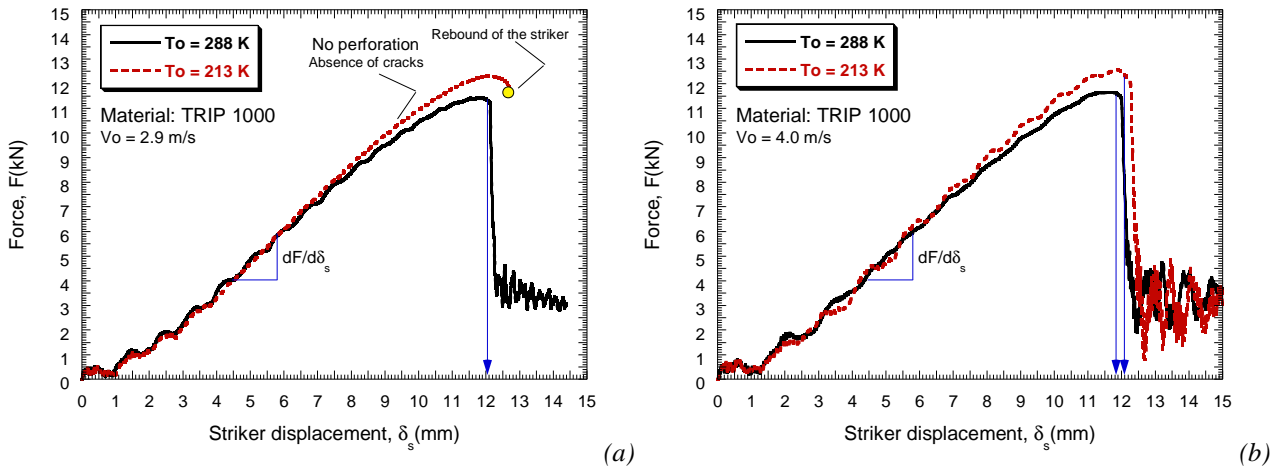 15
14
13
12
11
10
9
8
7
6
5
4
3
2
1
0
Force, F(kN)
To = 288 K
To = 213 K
Material: TRIP 1000
Vo = 2.9 m/s
No perforation
Absence of cracks
Rebound of the striker
dF/dδs
0 1 2 3 4 5 6 7 8 9 10 11 12 13 14 15
Striker displacement, δs(mm)
(a)
15
14
13
12
11
10
9
8
7
6
5
4
3
2
1
0
Force, F(kN)
To = 288 K
To = 213 K
Material: TRIP 1000
Vo = 4.0 m/s
dF/dδs
0 1 2 3 4 5 6 7 8 9 10 11 12 13 14 15
Striker displacement, δs(mm)
(b)